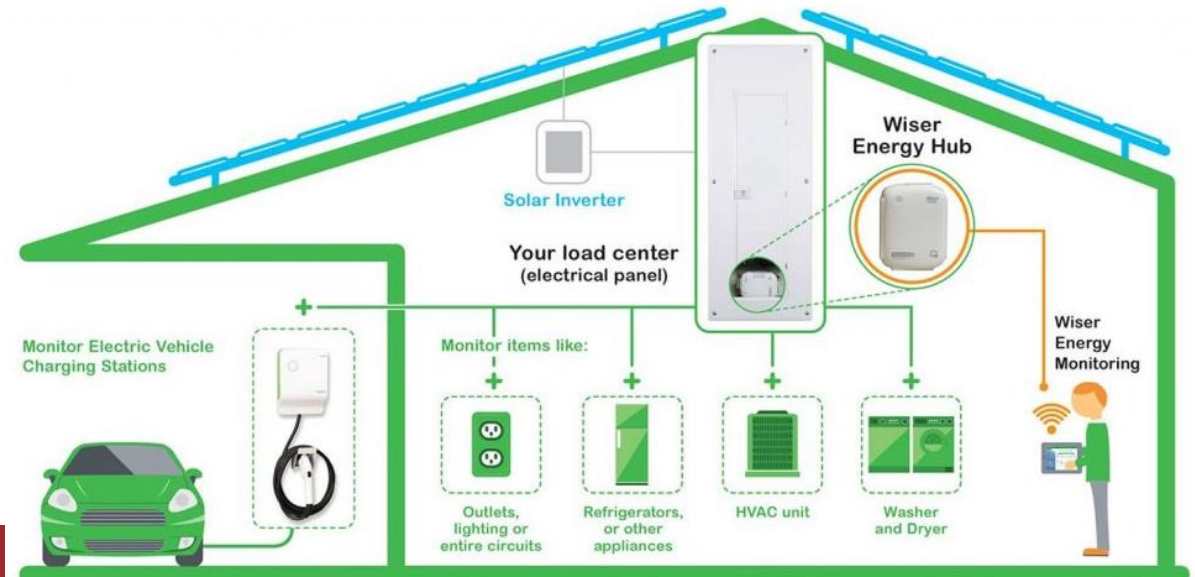 Wiser
Energy Hub
Solar Inverter
Your load center
(electrical panel)
Wiser
Energy
Monitoring
Monitor Electric Vehicle
Charging Stations
Monitor items like:
Outlets,
lighting or
entire circuits
Refrigerators,
or other
appliances
HVAC unit
Washer
and Dryer